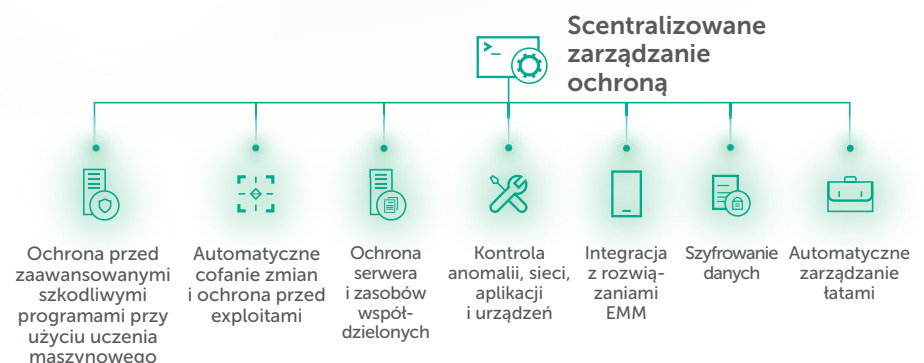 >_
Scentralizowane
zarządzanie
ochroną
Ochrona przed
zaawansowanymi
szkodliwymi
programami przy
użyciu uczenia
maszynowego
Automatyczne
cofanie zmian
i ochrona przed
exploitami
Ochrona
serwera
i zasobów
współ-
dzielonych
Kontrola
anomalii, sieci,
aplikacji
i urządzeń
Integracja
z rozwią-
zaniami
EMM
Szyfrowanie
danych
Automatyczne
zarządzanie
łatami